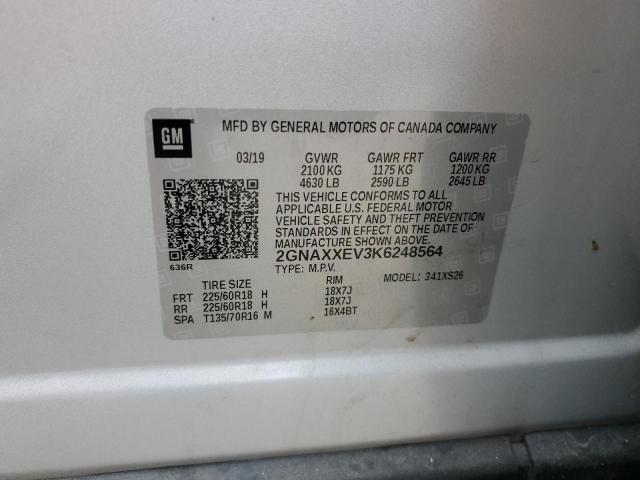 GM
MFD BY GENERAL MOTORS OF CANADA COMPANY
03/19 GVWR GAWR FRT GAWR RR
2100 KG 1175 KG 1200 KG
4630 LB 2590 LB 2645 LB
THIS VEHICLE CONFORMS TO ALL
APPLICABLE U.S. FEDERAL MOTOR
VEHICLE SAFETY AND THEFT PREVENTION
STANDARDS IN EFFECT ON THE DATE OF
MANUFACTURE SHOWN ABOVE.
636R 2GNAXXEV3K6248564
TYPE: M.P.V. MODEL: 341XS26
TIRE SIZE RIM
FRT 225/60R18 H 18X7J
RR 225/60R18 H 18X7J
SPA T135/70R16 M 16X4BT